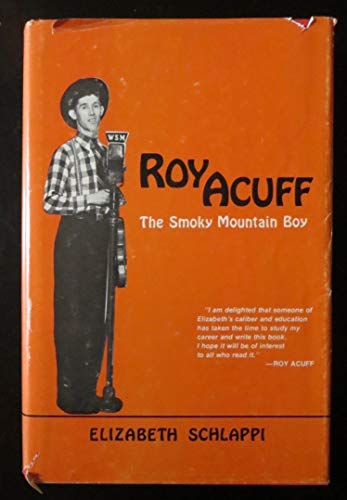 WSM
ROY ACUFF
The Smoky Mountain Boy
"I am delighted that someone of
Elizabeth's caliber and education
has taken the time to study my
career and write this book.
I hope it will be of interest
to all who read it."
—ROY ACUFF
ELIZABETH SCHLAPPI